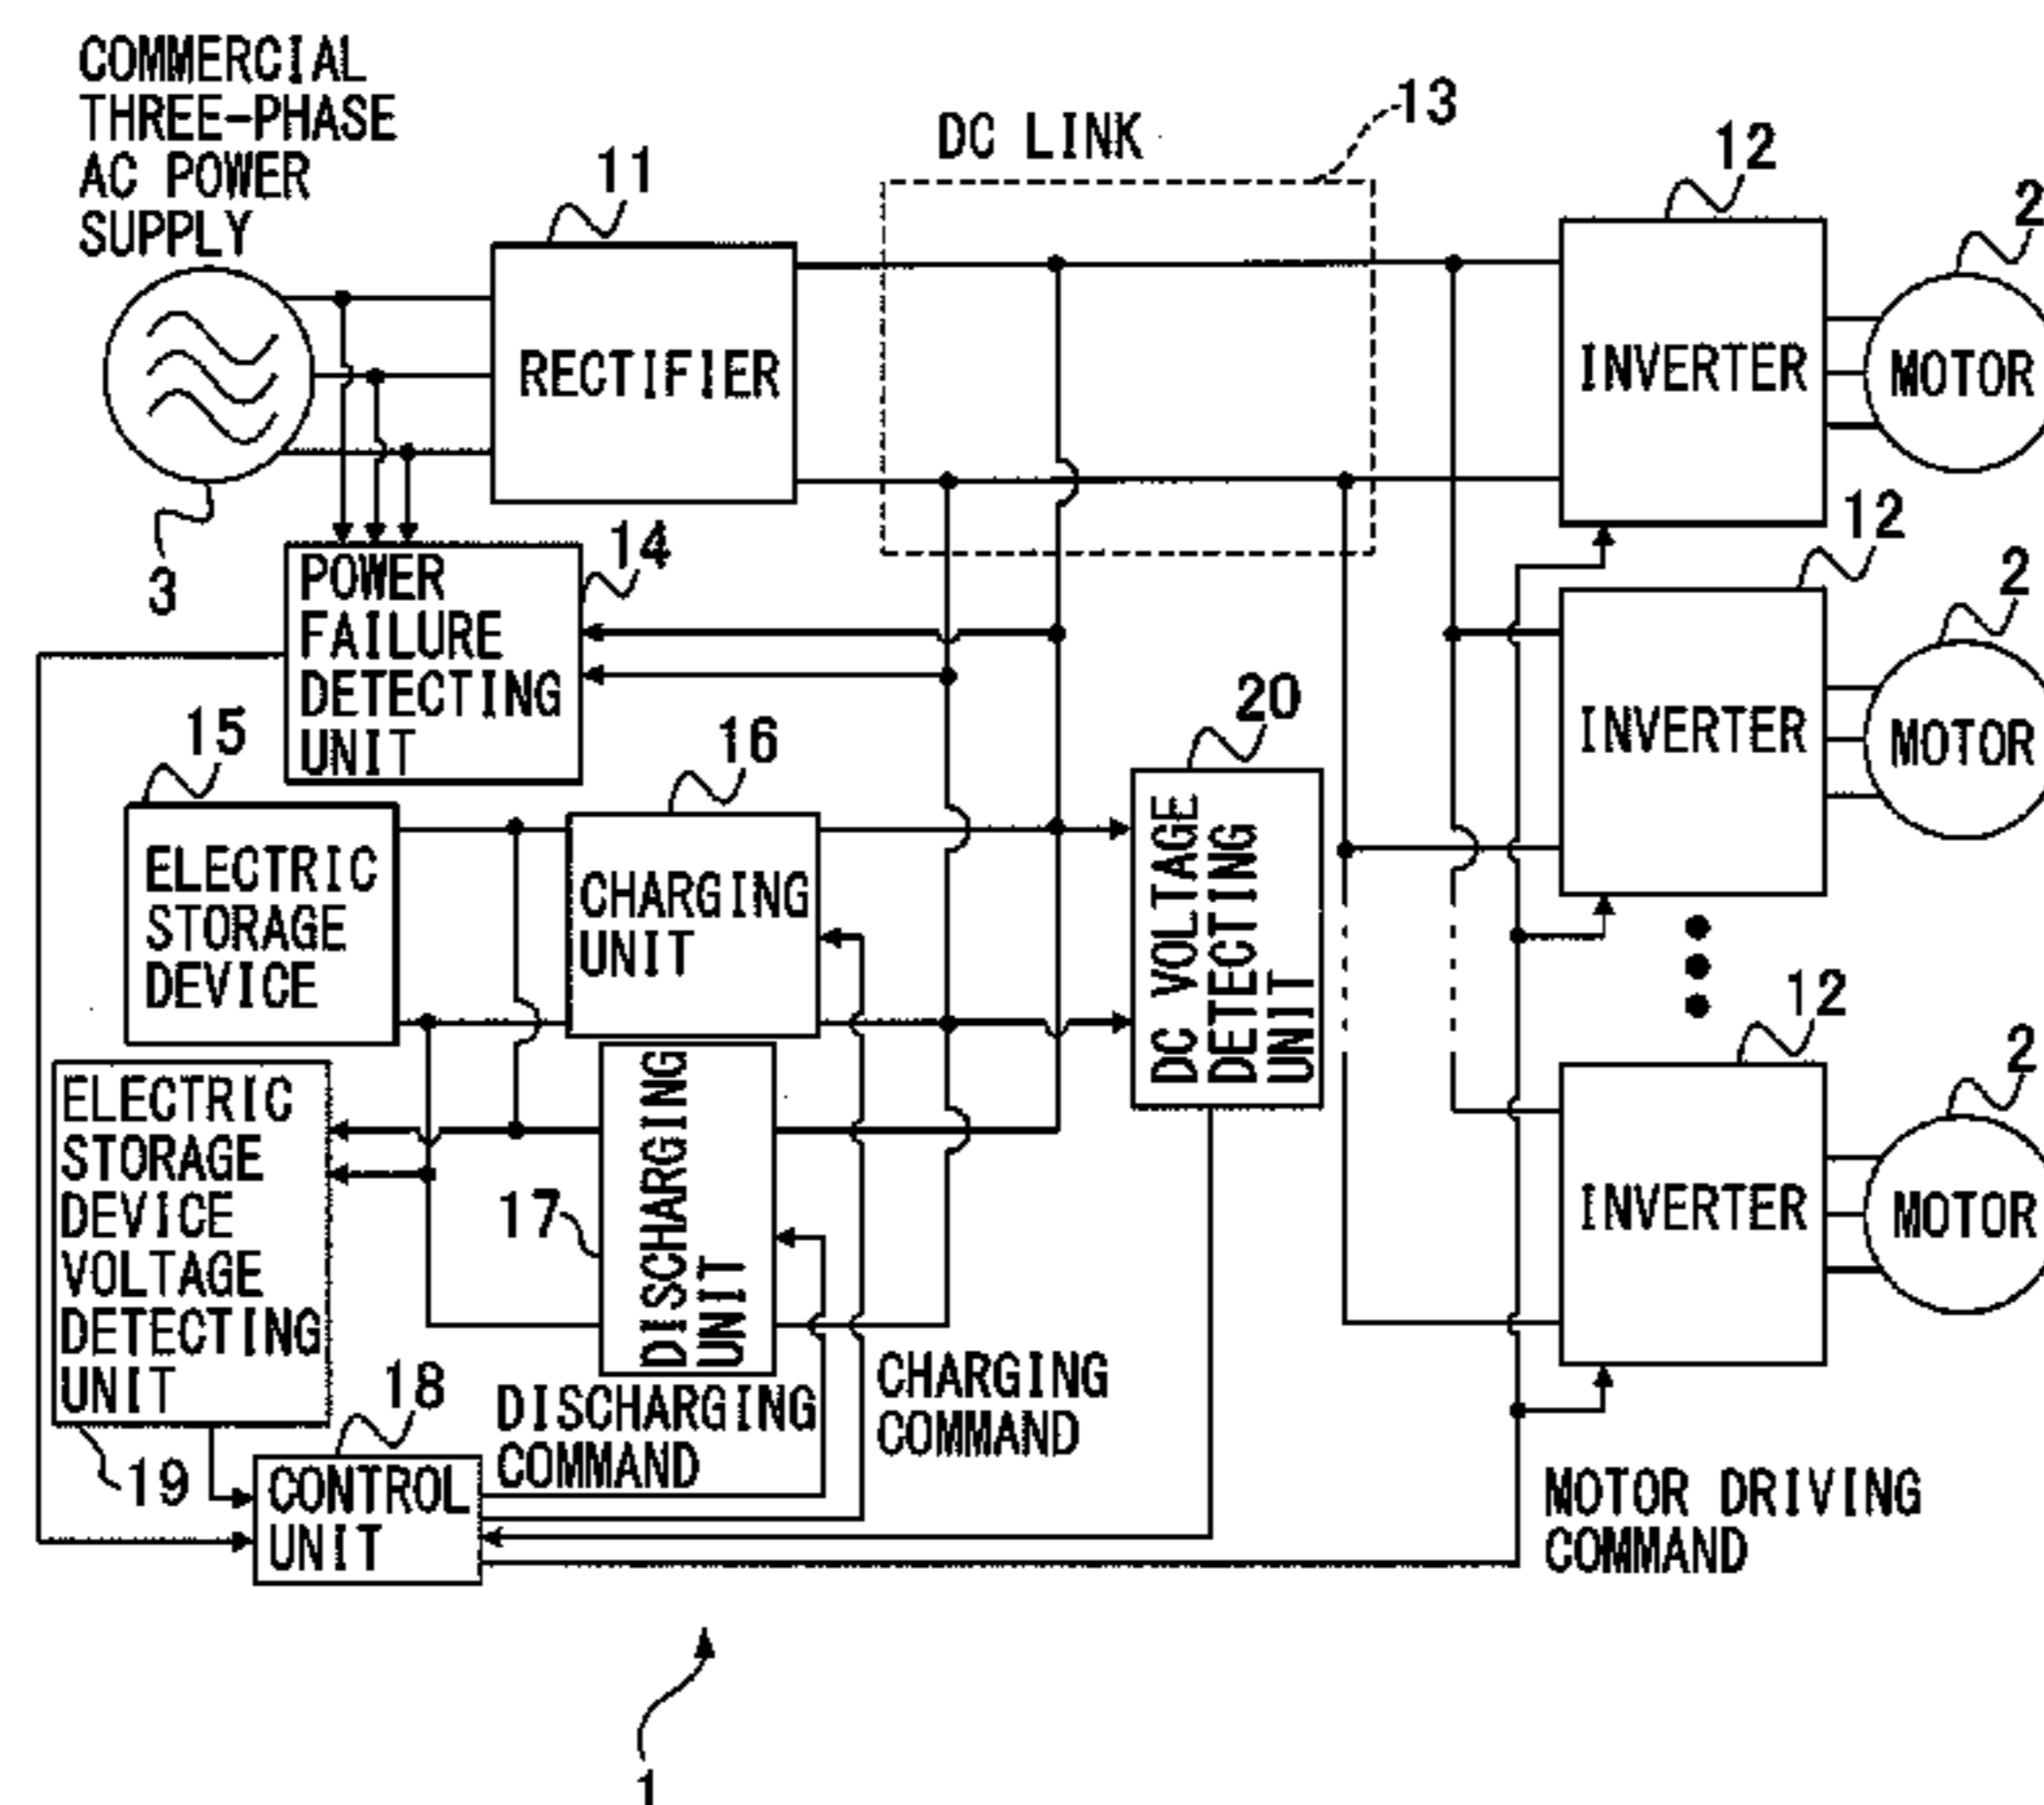 COMMERCIAL
THREE-PHASE
AC POWER
SUPPLY
11
DC LINK
13
12
2
RECTIFIER
INVERTER
MOTOR
3
14
POWER
FAILURE
DETECTING
UNIT
12
2
INVERTER
MOTOR
15
16
20
ELECTRIC
STORAGE
DEVICE
CHARGING
UNIT
DC VOLTAGE
DETECTING
UNIT
12
2
INVERTER
MOTOR
ELECTRIC
STORAGE
DEVICE
VOLTAGE
DETECTING
UNIT
17
DISCHARGING
UNIT
18
19
CONTROL
UNIT
DISCHARGING
COMMAND
CHARGING
COMMAND
MOTOR DRIVING
COMMAND
1